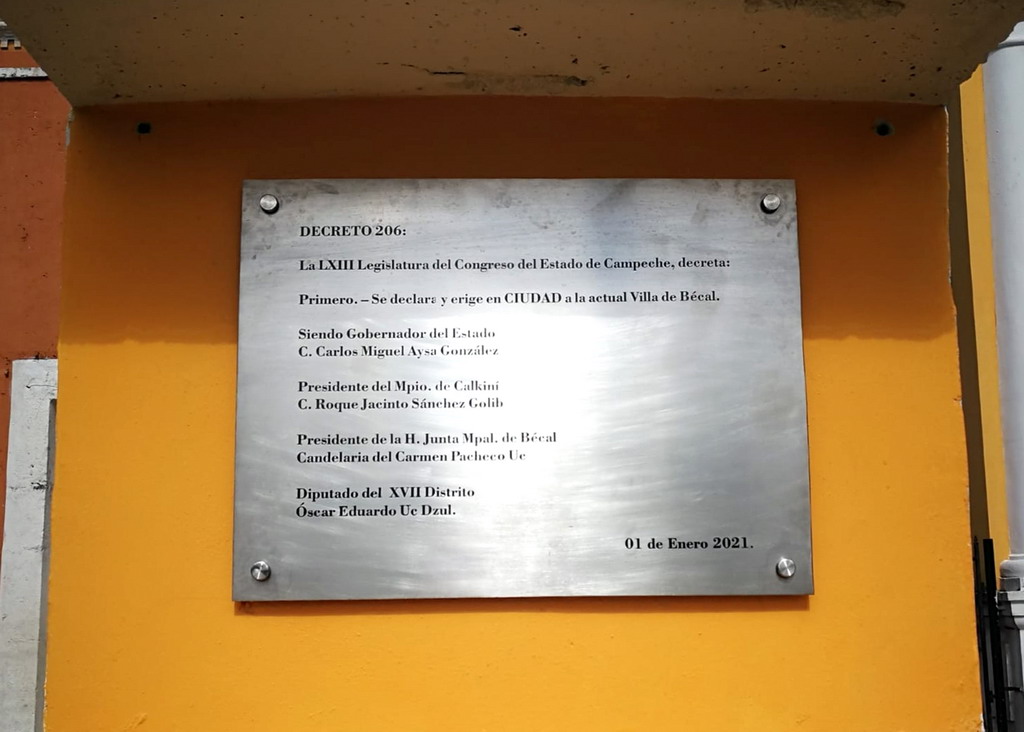 DECRETO 206:
La LXIII Legislatura del Congreso del Estado de Campeche, decreta:
Primero. – Se declara y erige en CIUDAD a la actual Villa de Bécal.
Siendo Gobernador del Estado
C. Carlos Miguel Aysa González
Presidente del Mpio. de Calkiní
C. Roque Jacinto Sánchez Golib
Presidente de la H. Junta Mpal. de Bécal
Candelaria del Carmen Pacheco Uc
Diputado del XVII Distrito
Óscar Eduardo Uc Dzul.
01 de Enero 2021.